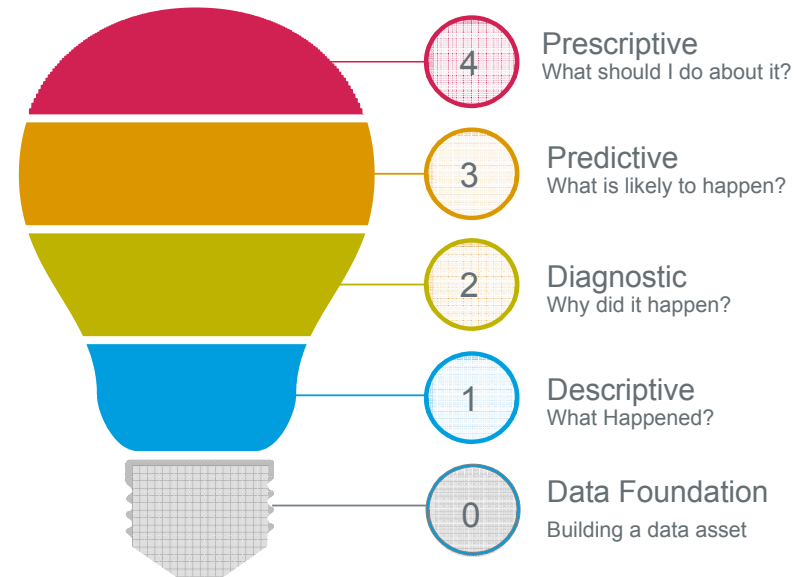 4
Prescriptive
What should I do about it?
3
Predictive
What is likely to happen?
2
Diagnostic
Why did it happen?
1
Descriptive
What Happened?
0
Data Foundation
Building a data asset